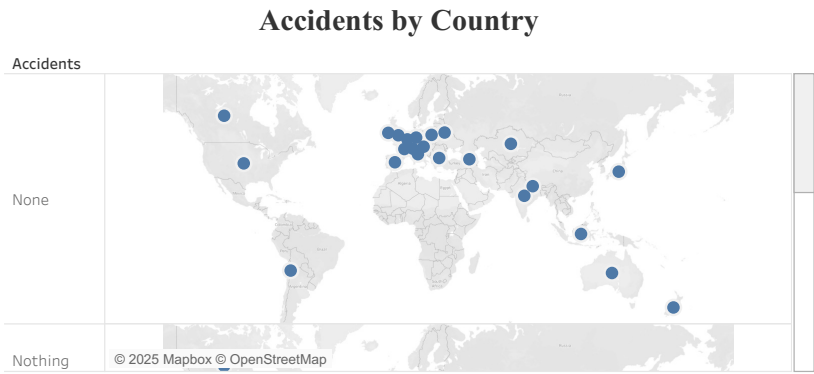 Accidents by Country
Accidents
None
Nothing
© 2025 Mapbox © OpenStreetMap